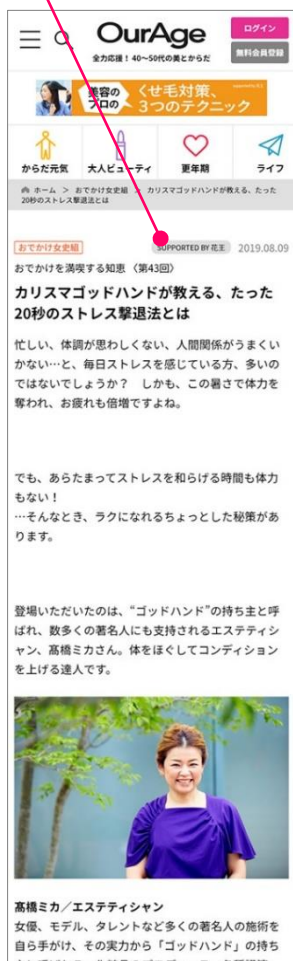 OurAge
全力応援！40〜50代の美とからだ
ログイン
無料会員登録
美容の
プロの
くせ毛対策、
3つのテクニック
からだ元気 大人ビューティ 更年期 ライフ
ホーム ＞ おでかけ女史組 ＞ カリスマゴッドハンドが教える、たった
20秒のストレス撃退法とは
おでかけ女史組 SUPPORTED BY 花王 2019.08.09
おでかけを満喫する知恵 〈第43回〉
カリスマゴッドハンドが教える、たった
20秒のストレス撃退法とは
忙しい、体調が思わしくない、人間関係がうまくい
かない…と、毎日ストレスを感じている方、多いの
ではないでしょうか？ しかも、この暑さで体力を
奪われ、お疲れも倍増ですよね。
でも、あらたまってストレスを和らげる時間も体力
もない！
…そんなとき、ラクになれるちょっとした秘策があ
ります。
登場いただいたのは、“ゴッドハンド”の持ち主と呼
ばれ、数多くの著名人にも支持されるエステティシ
ャン、髙橋ミカさん。体をほぐしてコンディション
を上げる達人です。
髙橋ミカ／エステティシャン
女優、モデル、タレントなど多くの著名人の施術を
自ら手がけ、その実力から「ゴッドハンド」の持ち